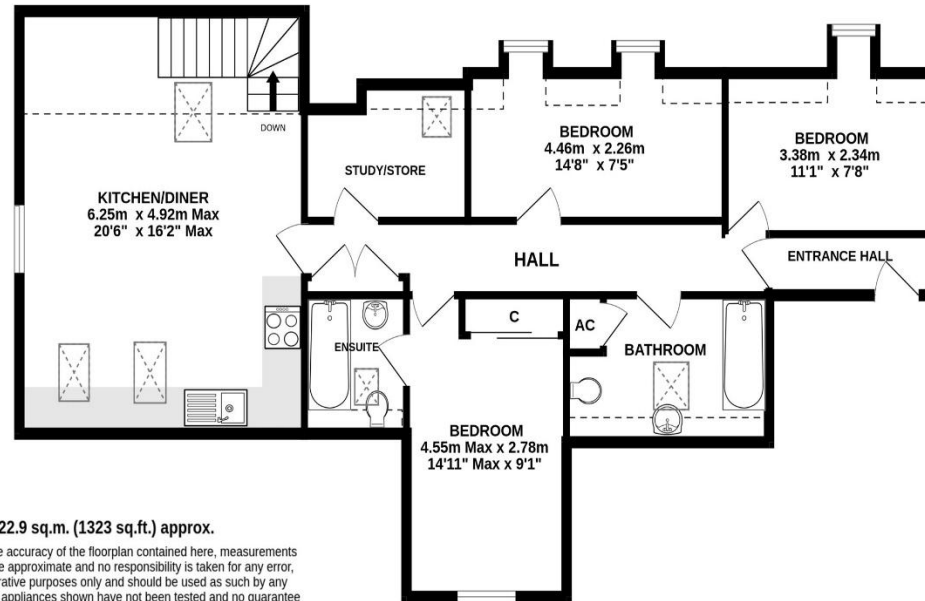 DOWN
KITCHEN/DINER
6.25m x 4.92m Max
20'6" x 16'2" Max
STUDY/STORE
BEDROOM
4.46m x 2.26m
14'8" x 7'5"
BEDROOM
3.38m x 2.34m
11'1" x 7'8"
HALL
ENTRANCE HALL
ENSUITE
C
AC
BATHROOM
BEDROOM
4.55m Max x 2.78m
14'11" Max x 9'1"
22.9 sq.m. (1323 sq.ft.) approx.
accuracy of the floorplan contained here, measurements
approximate and no responsibility is taken for any error,
purposes only and should be used as such by any
appliances shown have not been tested and no guarantee